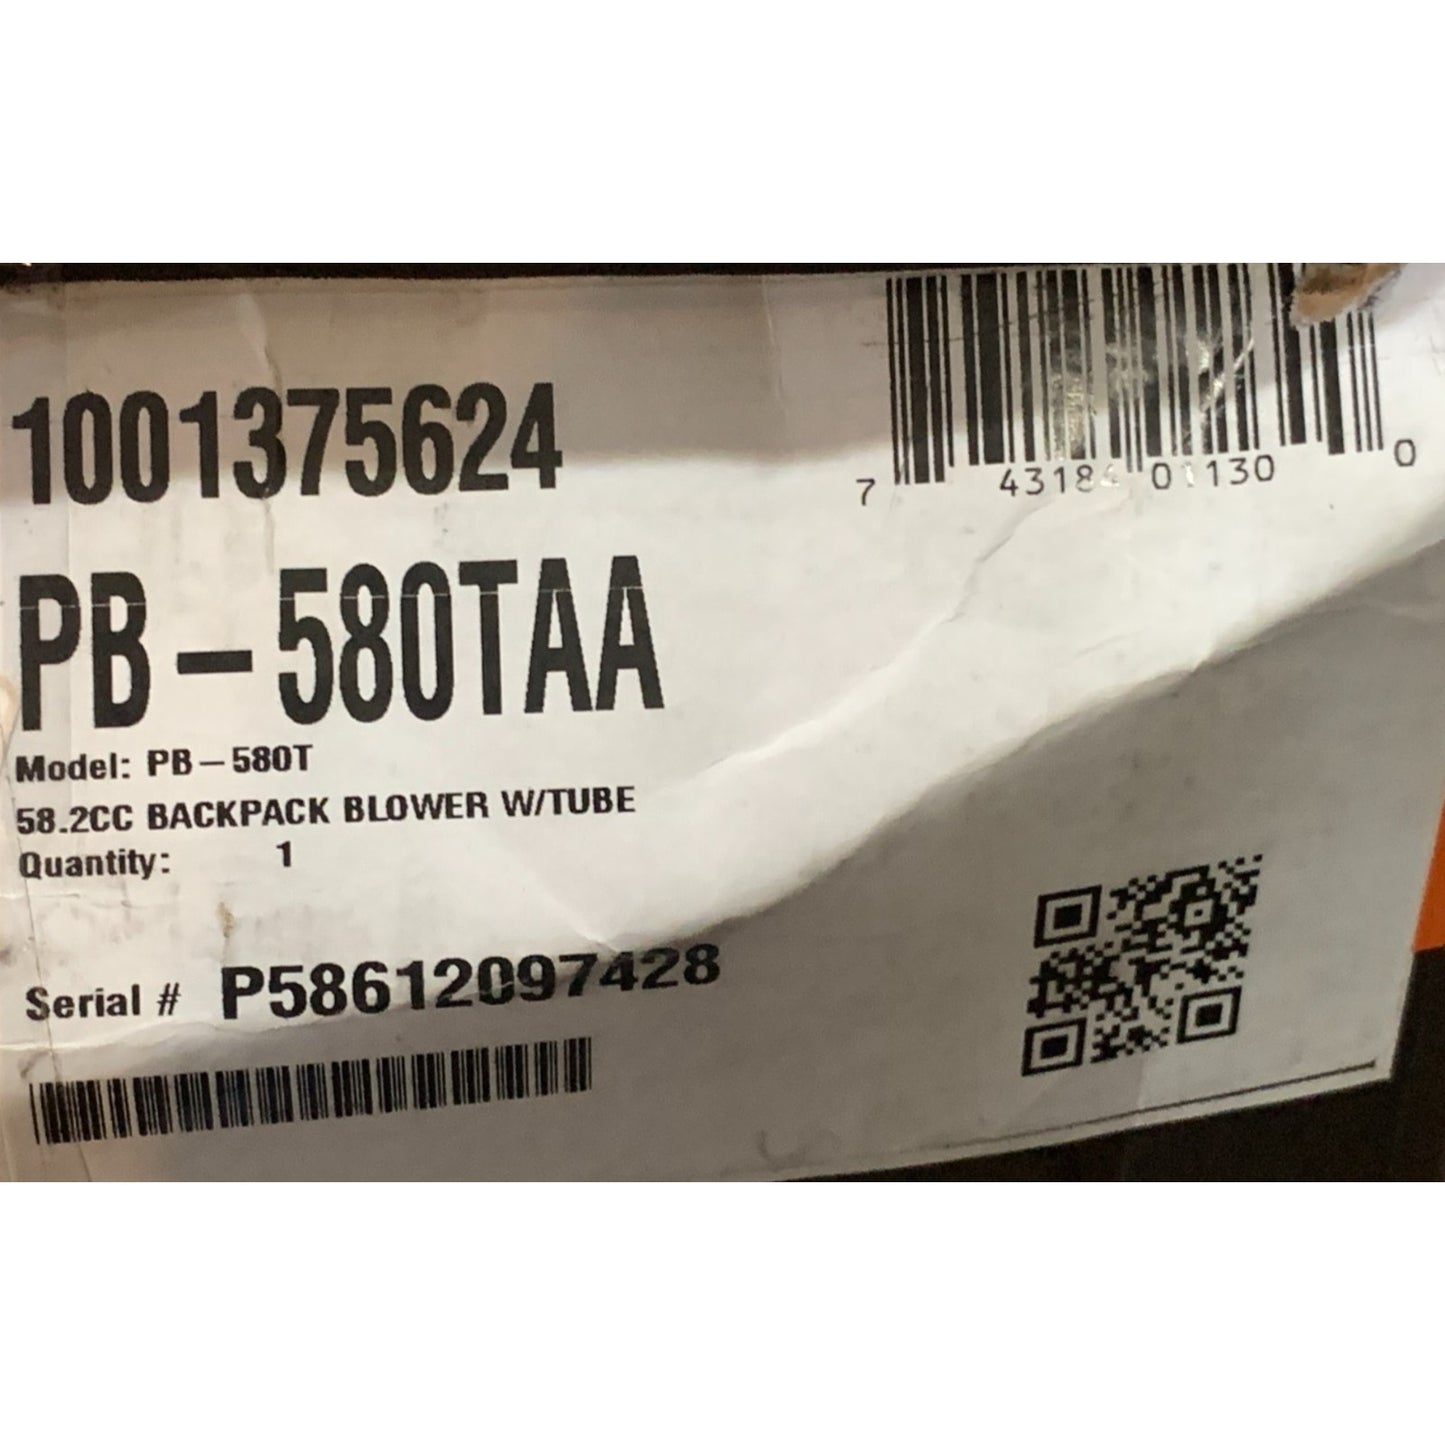 1001375624
7 43184 01130 0
PB-580TAA
Model: PB-580T
58.2CC BACKPACK BLOWER W/TUBE
Quantity: 1
Serial # P58612097428